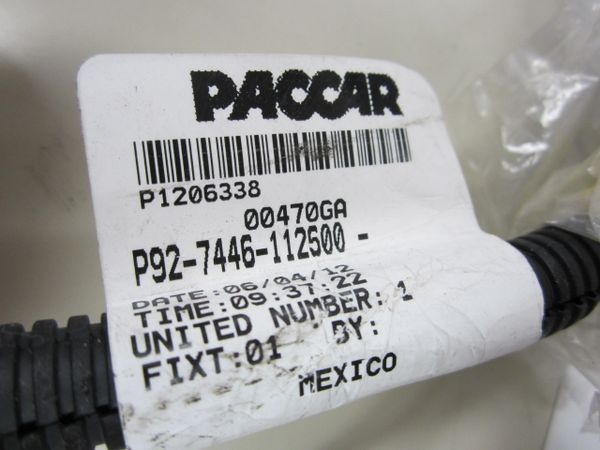 PACCAR
P1206338
00470GA
P92-7446-112500 -
DATE:06/04/12
TIME:09:37:22
UNITED NUMBER: 1
FIXT:01 BY:
MEXICO